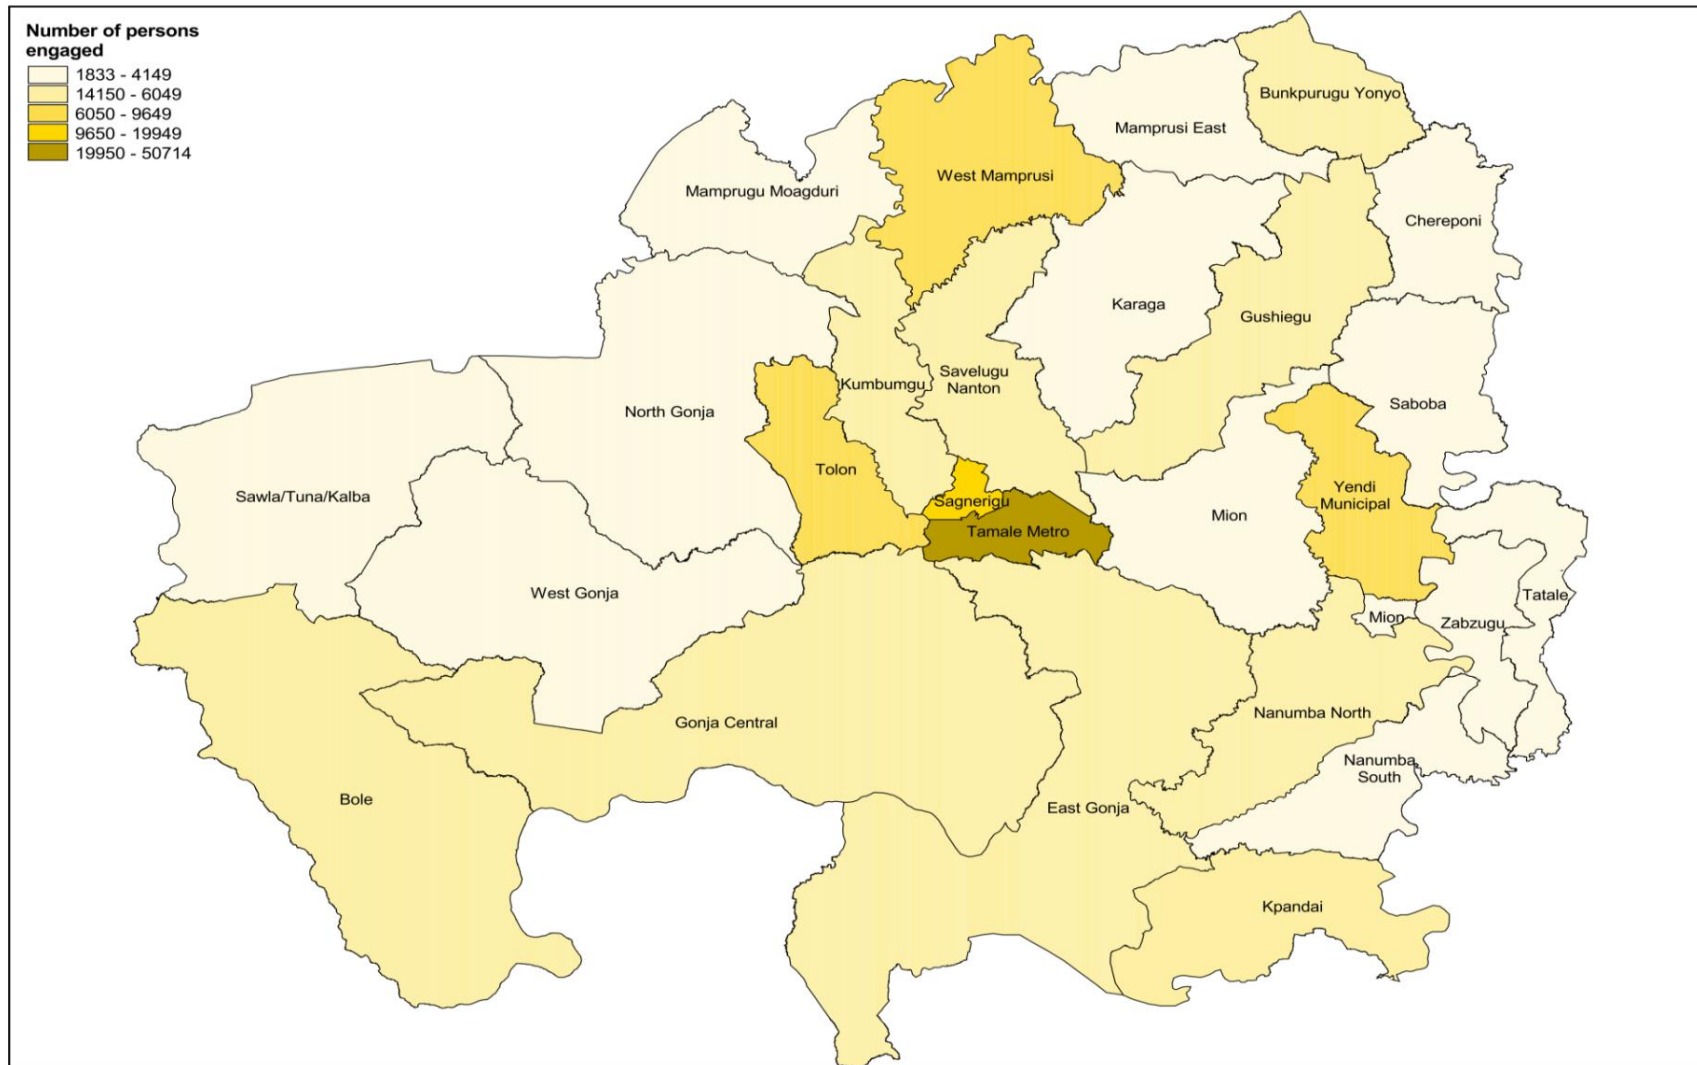 Number of persons
engaged
1833 - 4149
14150 - 6049
6050 - 9649
9650 - 19949
19950 - 50714
Bunkpurugu Yonyo
Mamprusi East
West Mamprusi
Mamprugu Moagduri
Chereponi
Karaga
Gushiegu
Savelugu
Nanton
Kumbumgu
Saboba
North Gonja
Tolon
Sawla/Tuna/Kalba
Sagnerigu
Yendi
Municipal
Mion
Tamale Metro
West Gonja
Tatale
Mion
Zabzugu
Nanumba North
Gonja Central
Nanumba
South
Bole
East Gonja
Kpandai